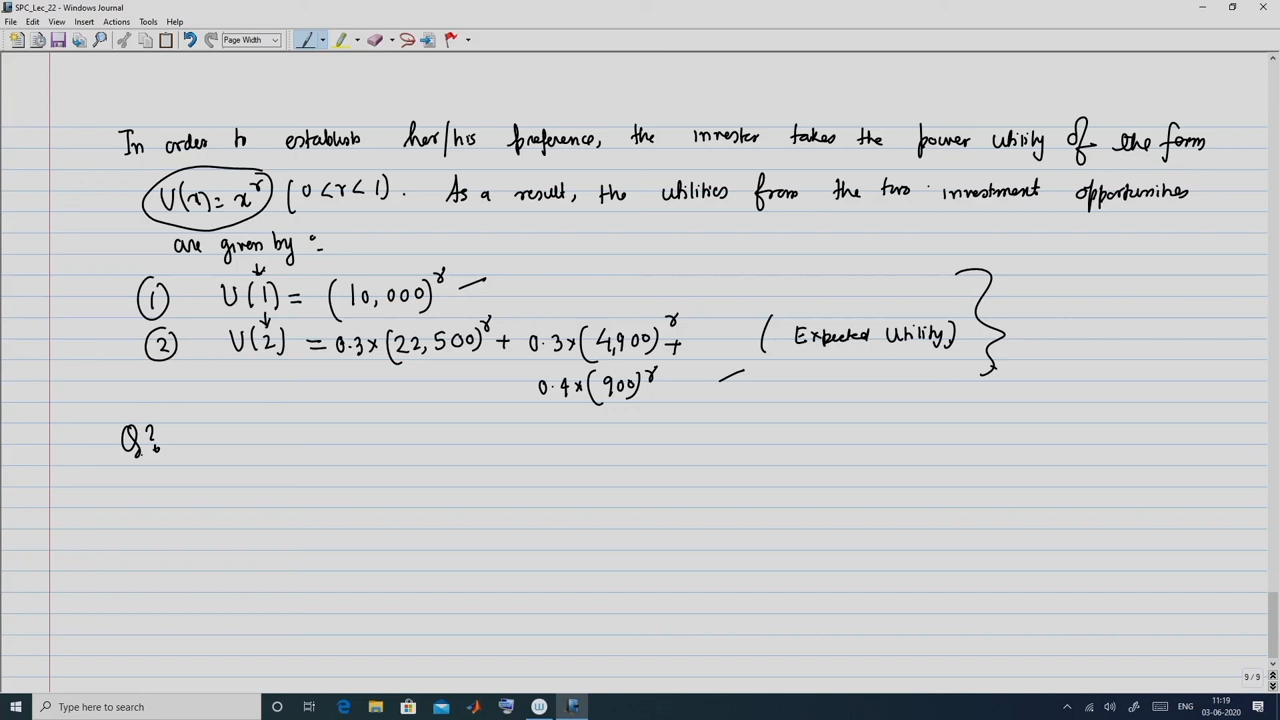 SPC_Lec_22 - Windows Journal
File Edit View Insert Actions Tools Help
Page Width
In order to establish her/his preference, the invester takes the power utility of the form
U(x) = x^r (0 < r < 1). As a result, the utilities from the two investment opportunities
are given by :-
① U(1) = (10,000)^r
② U(2) = 0.3×(22,500)^r + 0.3×(4,900)^r + (Expected Utility)
0.4×(900)^r
Q?
9 / 9
Type here to search
ENG
11:19
03-06-2020